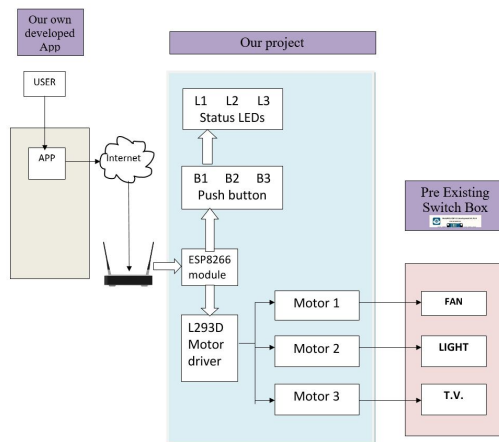 Our own
developed
App
Our project
USER
L1 L2 L3
Status LEDs
APP
Internet
B1 B2 B3
Push button
Pre Existing
Switch Box
ESP8266
module
L293D
Motor
driver
Motor 1
FAN
Motor 2
LIGHT
Motor 3
T.V.